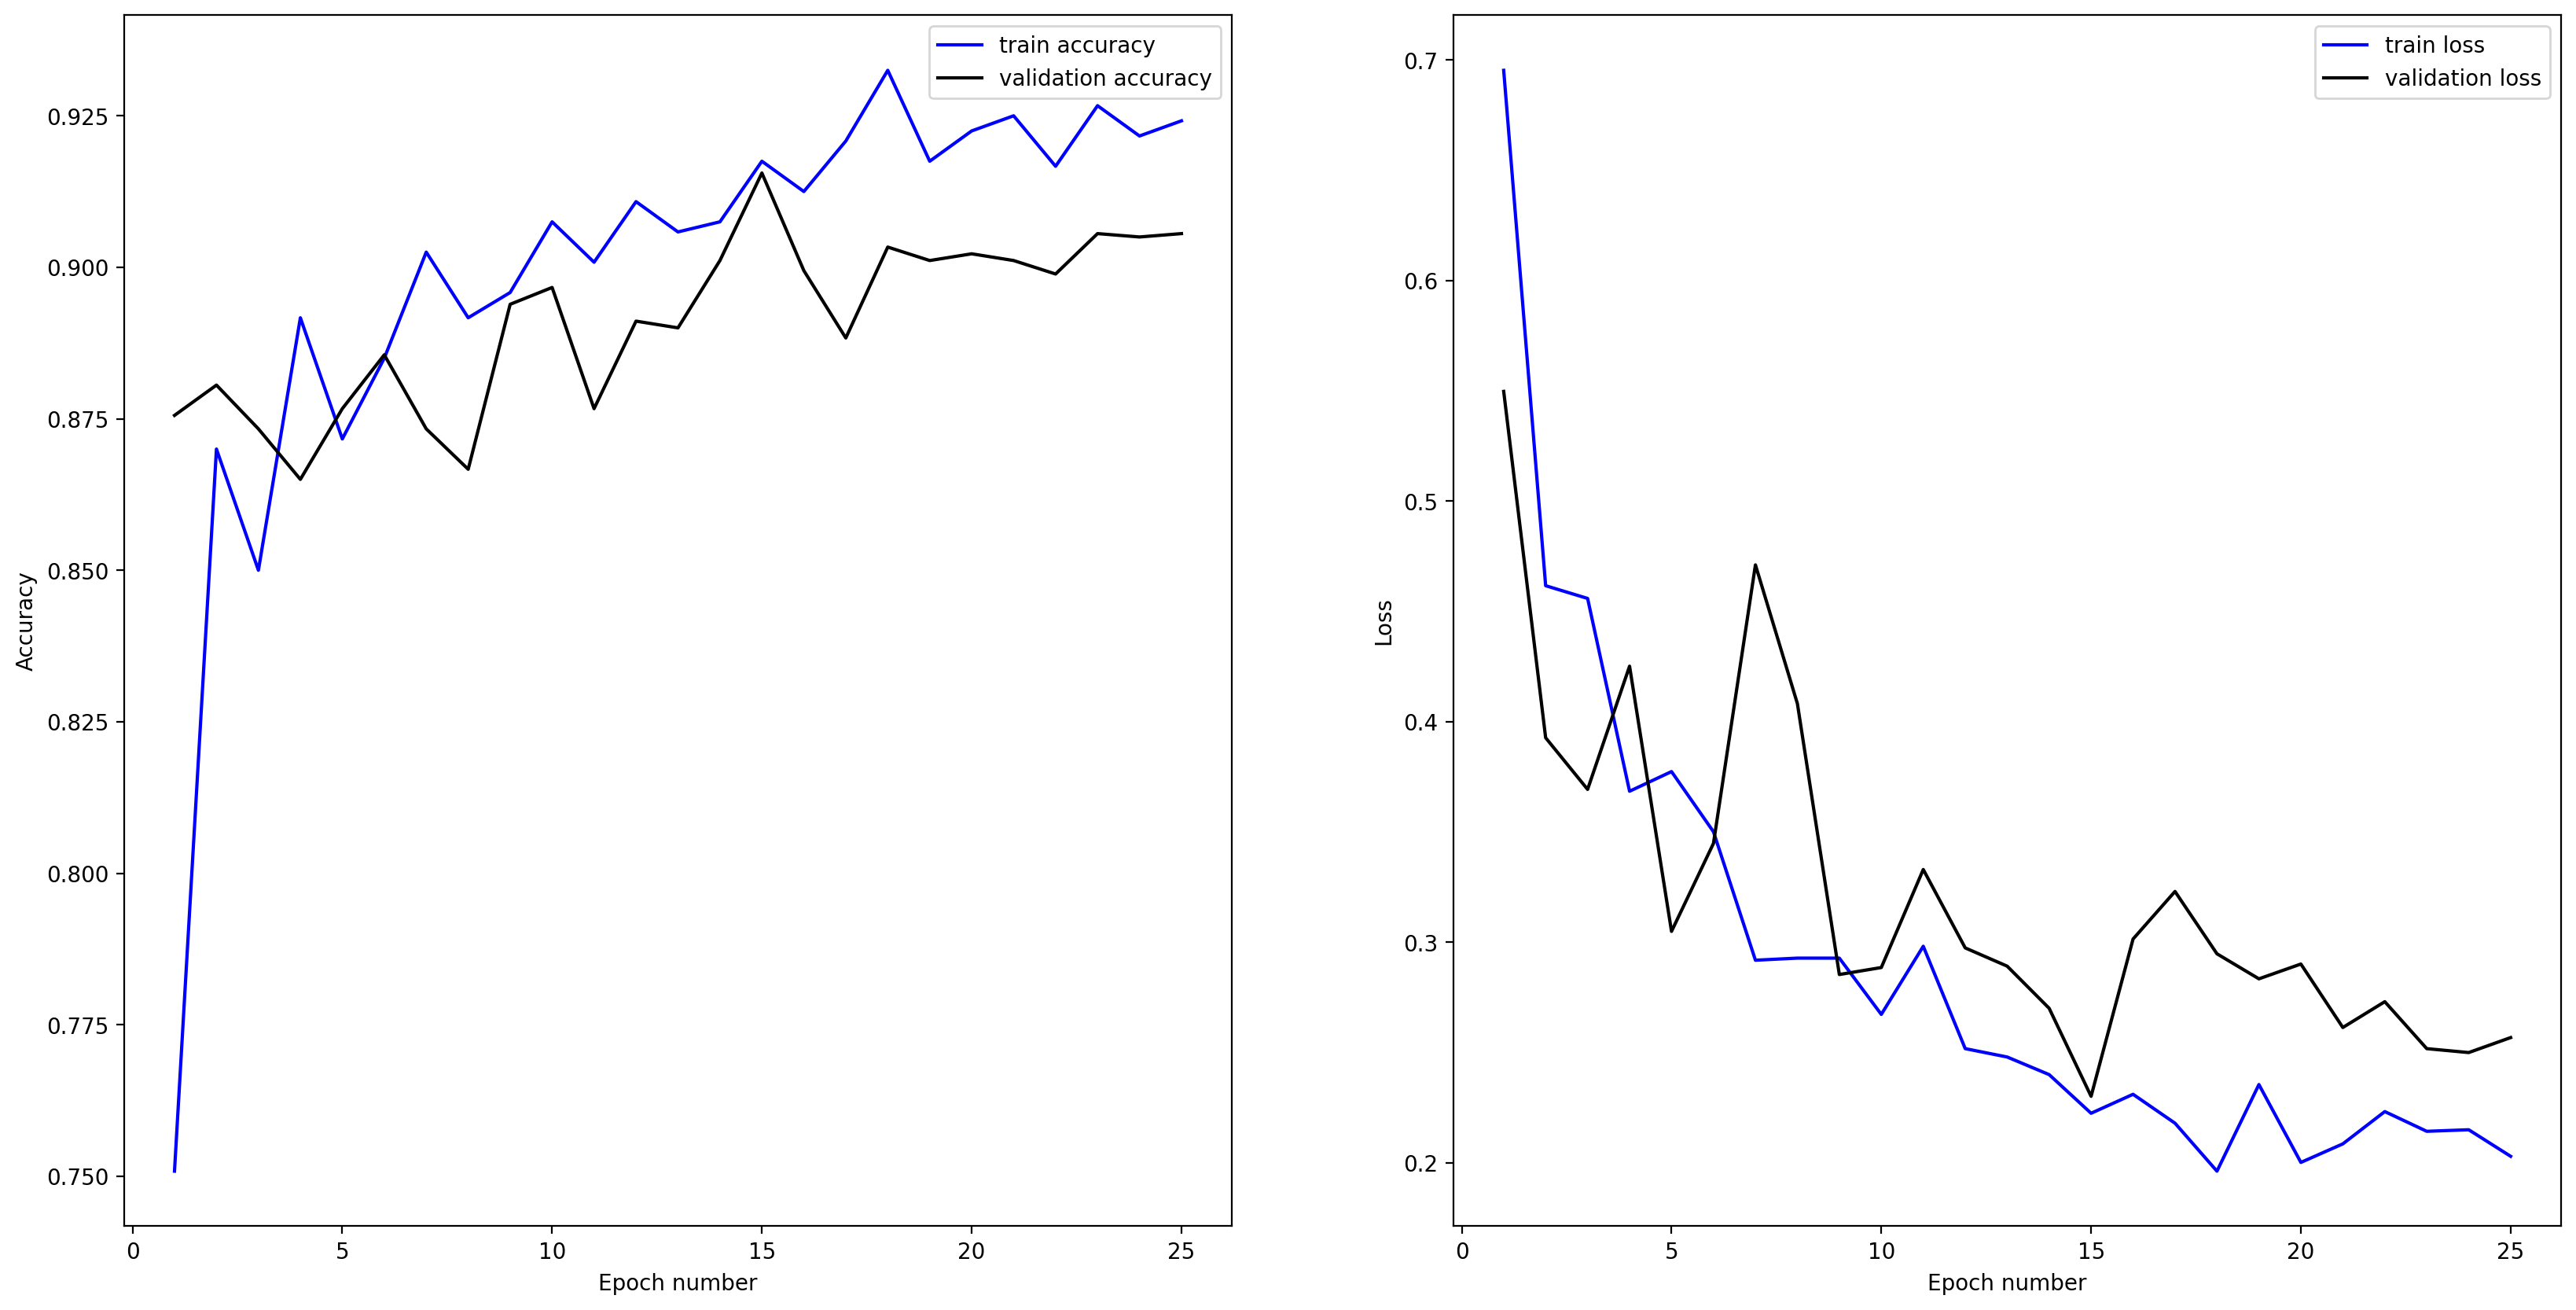 train accuracy
validation accuracy
0.925
0.900
0.875
0.850
0.825
0.800
0.775
0.750
Accuracy
0 5 10 15 20 25
Epoch number
train loss
validation loss
0.7
0.6
0.5
0.4
0.3
0.2
Loss
0 5 10 15 20 25
Epoch number